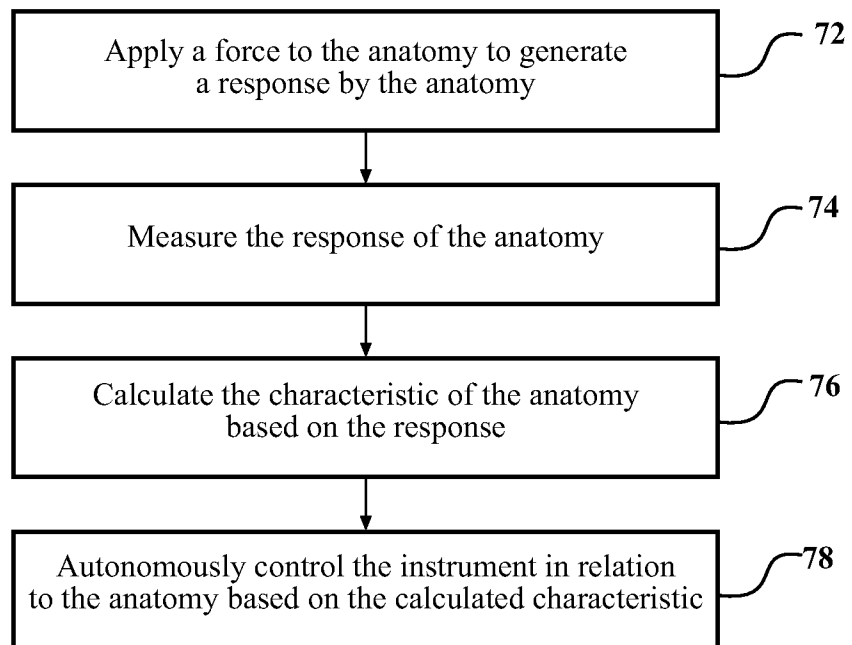 Apply a force to the anatomy to generate
a response by the anatomy
72
Measure the response of the anatomy
74
Calculate the characteristic of the anatomy
based on the response
76
Autonomously control the instrument in relation
to the anatomy based on the calculated characteristic
78